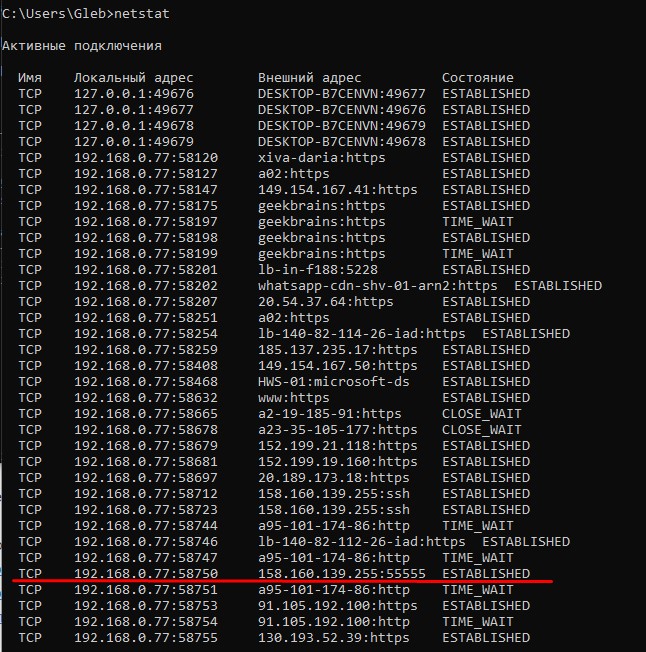 C:\Users\Gleb>netstat
Активные подключения
Имя Локальный адрес Внешний адрес Состояние
TCP 127.0.0.1:49676 DESKTOP-B7CENVN:49677 ESTABLISHED
TCP 127.0.0.1:49677 DESKTOP-B7CENVN:49676 ESTABLISHED
TCP 127.0.0.1:49678 DESKTOP-B7CENVN:49679 ESTABLISHED
TCP 127.0.0.1:49679 DESKTOP-B7CENVN:49678 ESTABLISHED
TCP 192.168.0.77:58120 xiva-daria:https ESTABLISHED
TCP 192.168.0.77:58127 a02:https ESTABLISHED
TCP 192.168.0.77:58147 149.154.167.41:https ESTABLISHED
TCP 192.168.0.77:58175 geekbrains:https ESTABLISHED
TCP 192.168.0.77:58197 geekbrains:https TIME_WAIT
TCP 192.168.0.77:58198 geekbrains:https ESTABLISHED
TCP 192.168.0.77:58199 geekbrains:https TIME_WAIT
TCP 192.168.0.77:58201 lb-in-f188:5228 ESTABLISHED
TCP 192.168.0.77:58202 whatsapp-cdn-shv-01-arn2:https ESTABLISHED
TCP 192.168.0.77:58207 20.54.37.64:https ESTABLISHED
TCP 192.168.0.77:58251 a02:https ESTABLISHED
TCP 192.168.0.77:58254 lb-140-82-114-26-iad:https ESTABLISHED
TCP 192.168.0.77:58259 185.137.235.17:https ESTABLISHED
TCP 192.168.0.77:58408 149.154.167.50:https ESTABLISHED
TCP 192.168.0.77:58468 HWS-01:microsoft-ds ESTABLISHED
TCP 192.168.0.77:58632 www:https ESTABLISHED
TCP 192.168.0.77:58665 a2-19-185-91:https CLOSE_WAIT
TCP 192.168.0.77:58678 a23-35-105-177:https CLOSE_WAIT
TCP 192.168.0.77:58679 152.199.21.118:https ESTABLISHED
TCP 192.168.0.77:58681 152.199.19.160:https ESTABLISHED
TCP 192.168.0.77:58697 20.189.173.18:https ESTABLISHED
TCP 192.168.0.77:58712 158.160.139.255:ssh ESTABLISHED
TCP 192.168.0.77:58723 158.160.139.255:ssh ESTABLISHED
TCP 192.168.0.77:58744 a95-101-174-86:http TIME_WAIT
TCP 192.168.0.77:58746 lb-140-82-112-26-iad:https ESTABLISHED
TCP 192.168.0.77:58747 a95-101-174-86:http TIME_WAIT
TCP 192.168.0.77:58750 158.160.139.255:55555 ESTABLISHED
TCP 192.168.0.77:58751 a95-101-174-86:http TIME_WAIT
TCP 192.168.0.77:58753 91.105.192.100:https ESTABLISHED
TCP 192.168.0.77:58754 91.105.192.100:http TIME_WAIT
TCP 192.168.0.77:58755 130.193.52.39:https ESTABLISHED